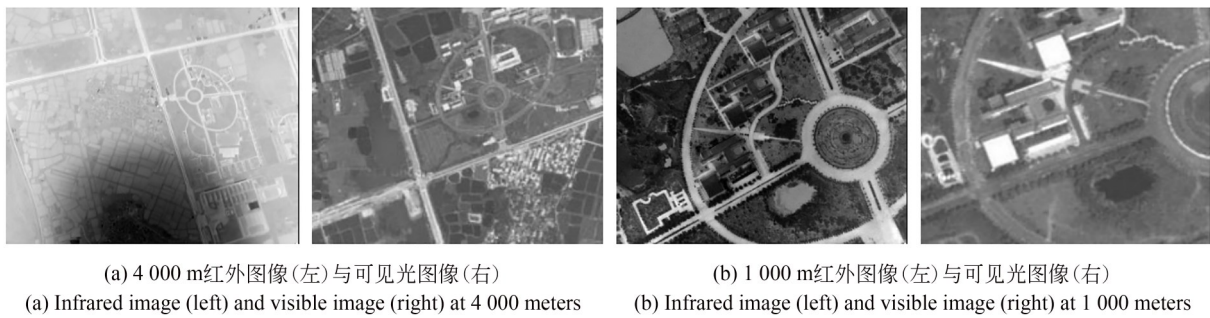 (a) 4 000 m红外图像(左)与可见光图像(右)
(a) Infrared image (left) and visible image (right) at 4 000 meters
(b) 1 000 m红外图像(左)与可见光图像(右)
(b) Infrared image (left) and visible image (right) at 1 000 meters